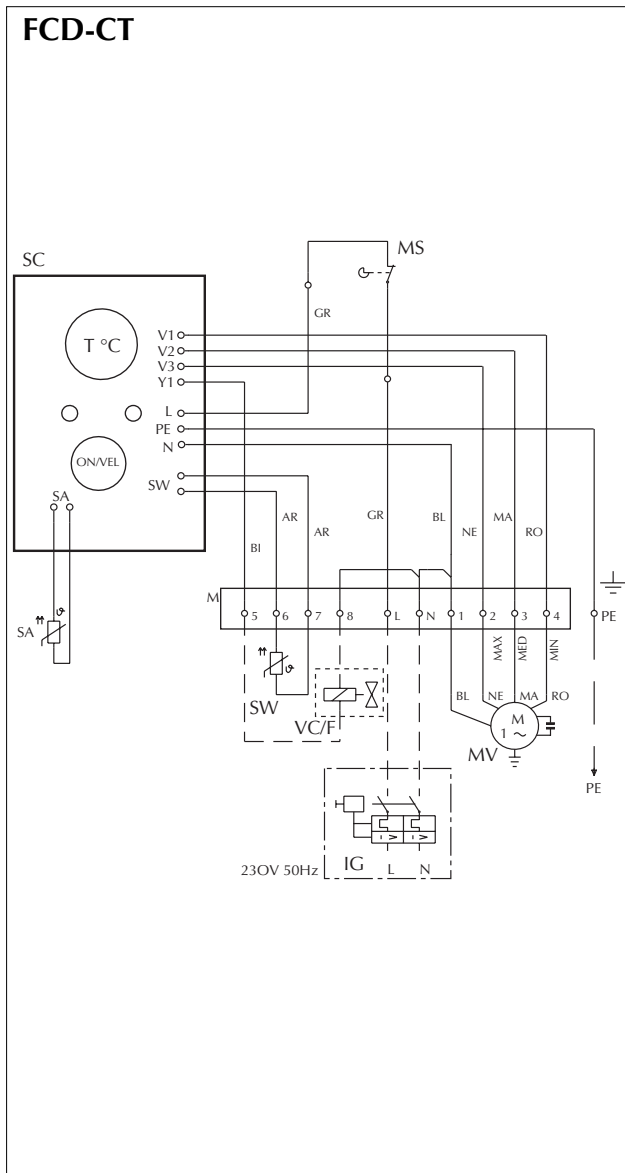 FCD-CT
SC
MS
GR
T °C
V1
V2
V3
Y1
L
PE
N
ON/VEL
SW
SA
AR
AR
GR
BL
NE
MA
RO
BI
M
5
6
7
8
L
N
1
2
3
4
PE
SA
ϑ
ϑ
MAX
MED
MIN
SW
VC/F
BL
NE
MA
RO
M
1 ~
MV
PE
230V 50Hz
IG
L
N